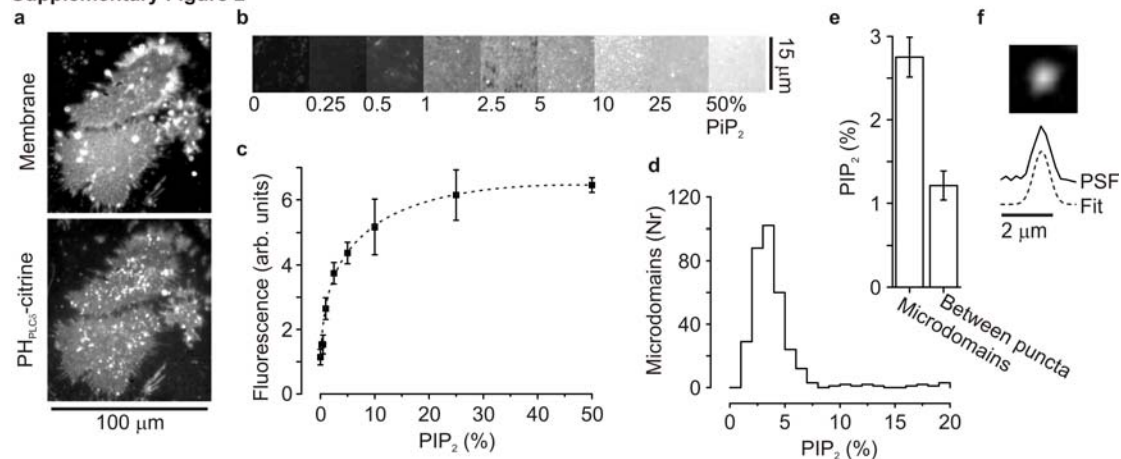 Supplementary Figure 2
a
Membrane
PH_PLCδ-citrine
100 μm
b
0 0.25 0.5 1 2.5 5 10 25 50%
PiP₂
15 μm
c
Fluorescence (arb. units)
6
4
2
0
0 10 20 30 40 50
PIP₂ (%)
d
Microdomains (Nr)
120
80
40
0
0 5 10 15 20
PIP₂ (%)
e
PIP₂ (%)
3
2
1
0
Microdomains
Between puncta
f
PSF
Fit
2 μm